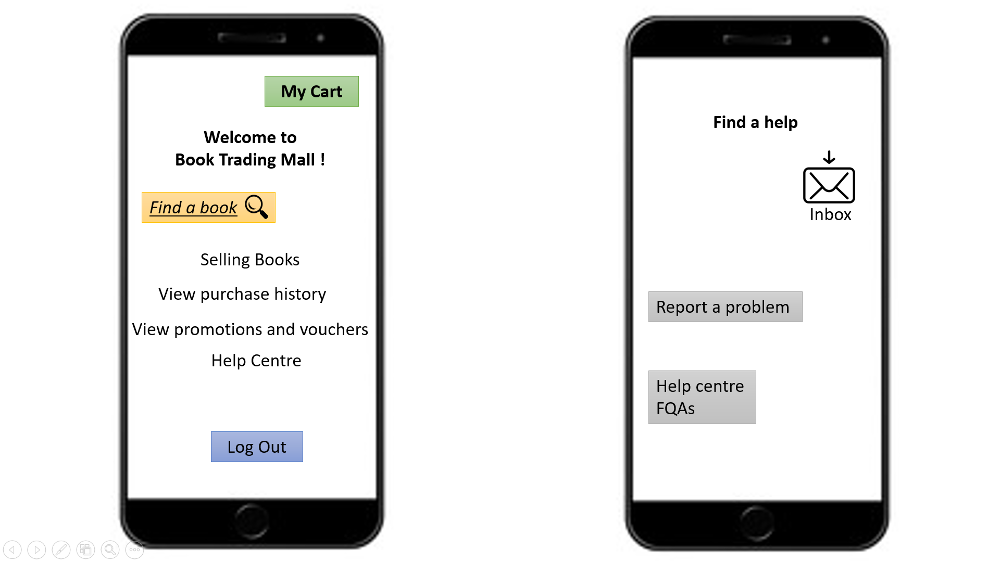 My Cart
Welcome to
Book Trading Mall !
Find a book
Selling Books
View purchase history
View promotions and vouchers
Help Centre
Log Out
Find a help
Inbox
Report a problem
Help centre
FQAs